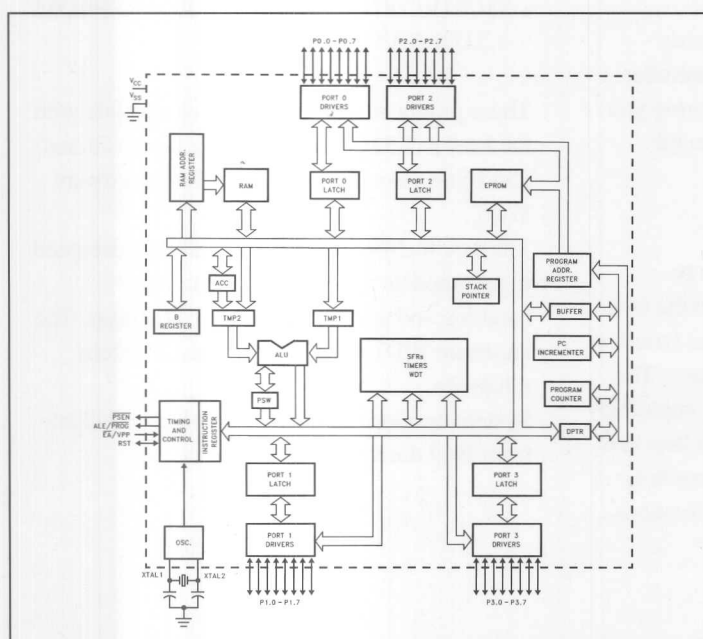 P0.0-P0.7
P2.0-P2.7
VCC
VSS
PORT 0
DRIVERS
PORT 2
DRIVERS
RAM ADDR.
REGISTER
RAM
PORT 0
LATCH
PORT 2
LATCH
EPROM
ACC
STACK
POINTER
PROGRAM
ADDR.
REGISTER
B
REGISTER
TMP2
TMP1
BUFFER
ALU
SFRs
TIMERS
WDT
PC
INCREMENTER
PSW
PROGRAM
COUNTER
PSEN
ALE/PROG
EA/VPP
RST
TIMING
AND
CONTROL
INSTRUCTION
REGISTER
DPTR
PORT 1
LATCH
PORT 3
LATCH
OSC.
PORT 1
DRIVERS
PORT 3
DRIVERS
XTAL1
XTAL2
P1.0-P1.7
P3.0-P3.7